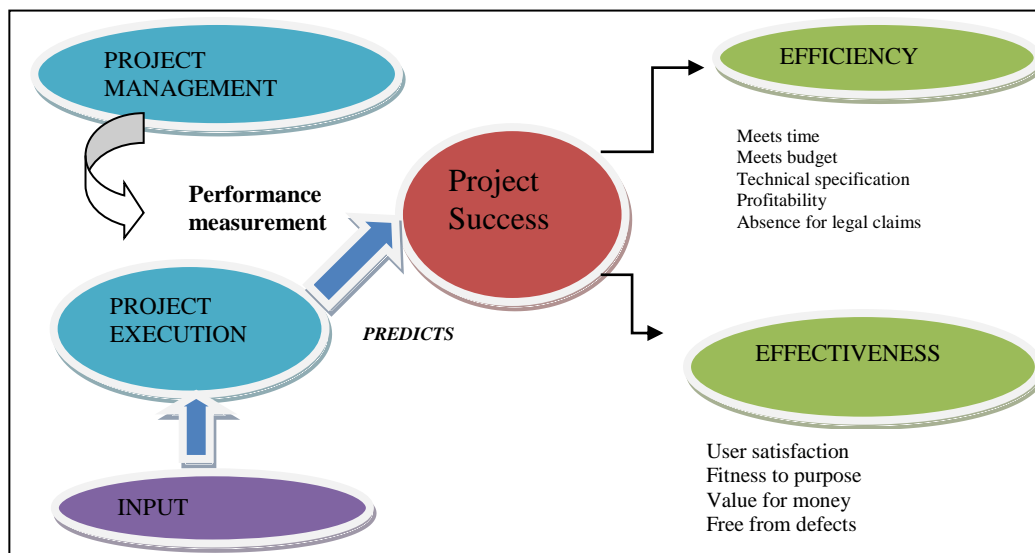 PROJECT
MANAGEMENT
Performance
measurement
PROJECT
EXECUTION
INPUT
PREDICTS
Project
Success
EFFICIENCY
Meets time
Meets budget
Technical specification
Profitability
Absence for legal claims
EFFECTIVENESS
User satisfaction
Fitness to purpose
Value for money
Free from defects